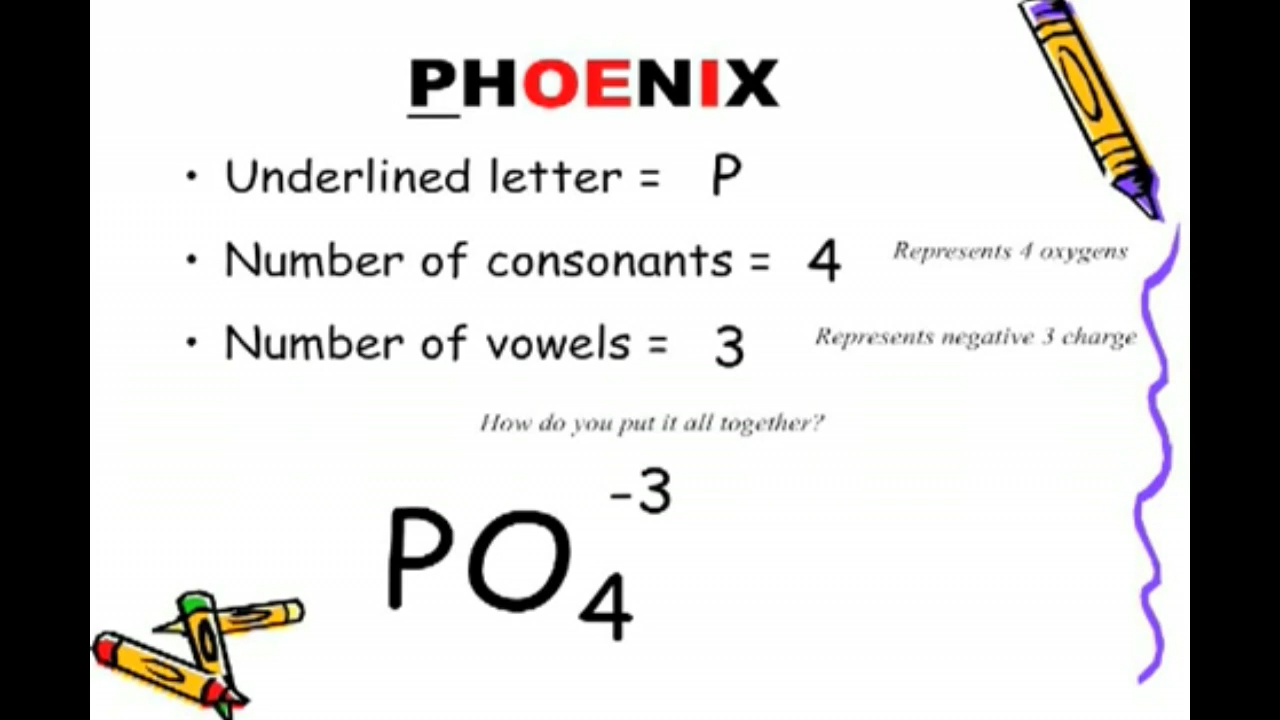 PHOENIX
• Underlined letter = P
• Number of consonants = 4 Represents 4 oxygens
• Number of vowels = 3 Represents negative 3 charge
How do you put it all together?
PO₄⁻³